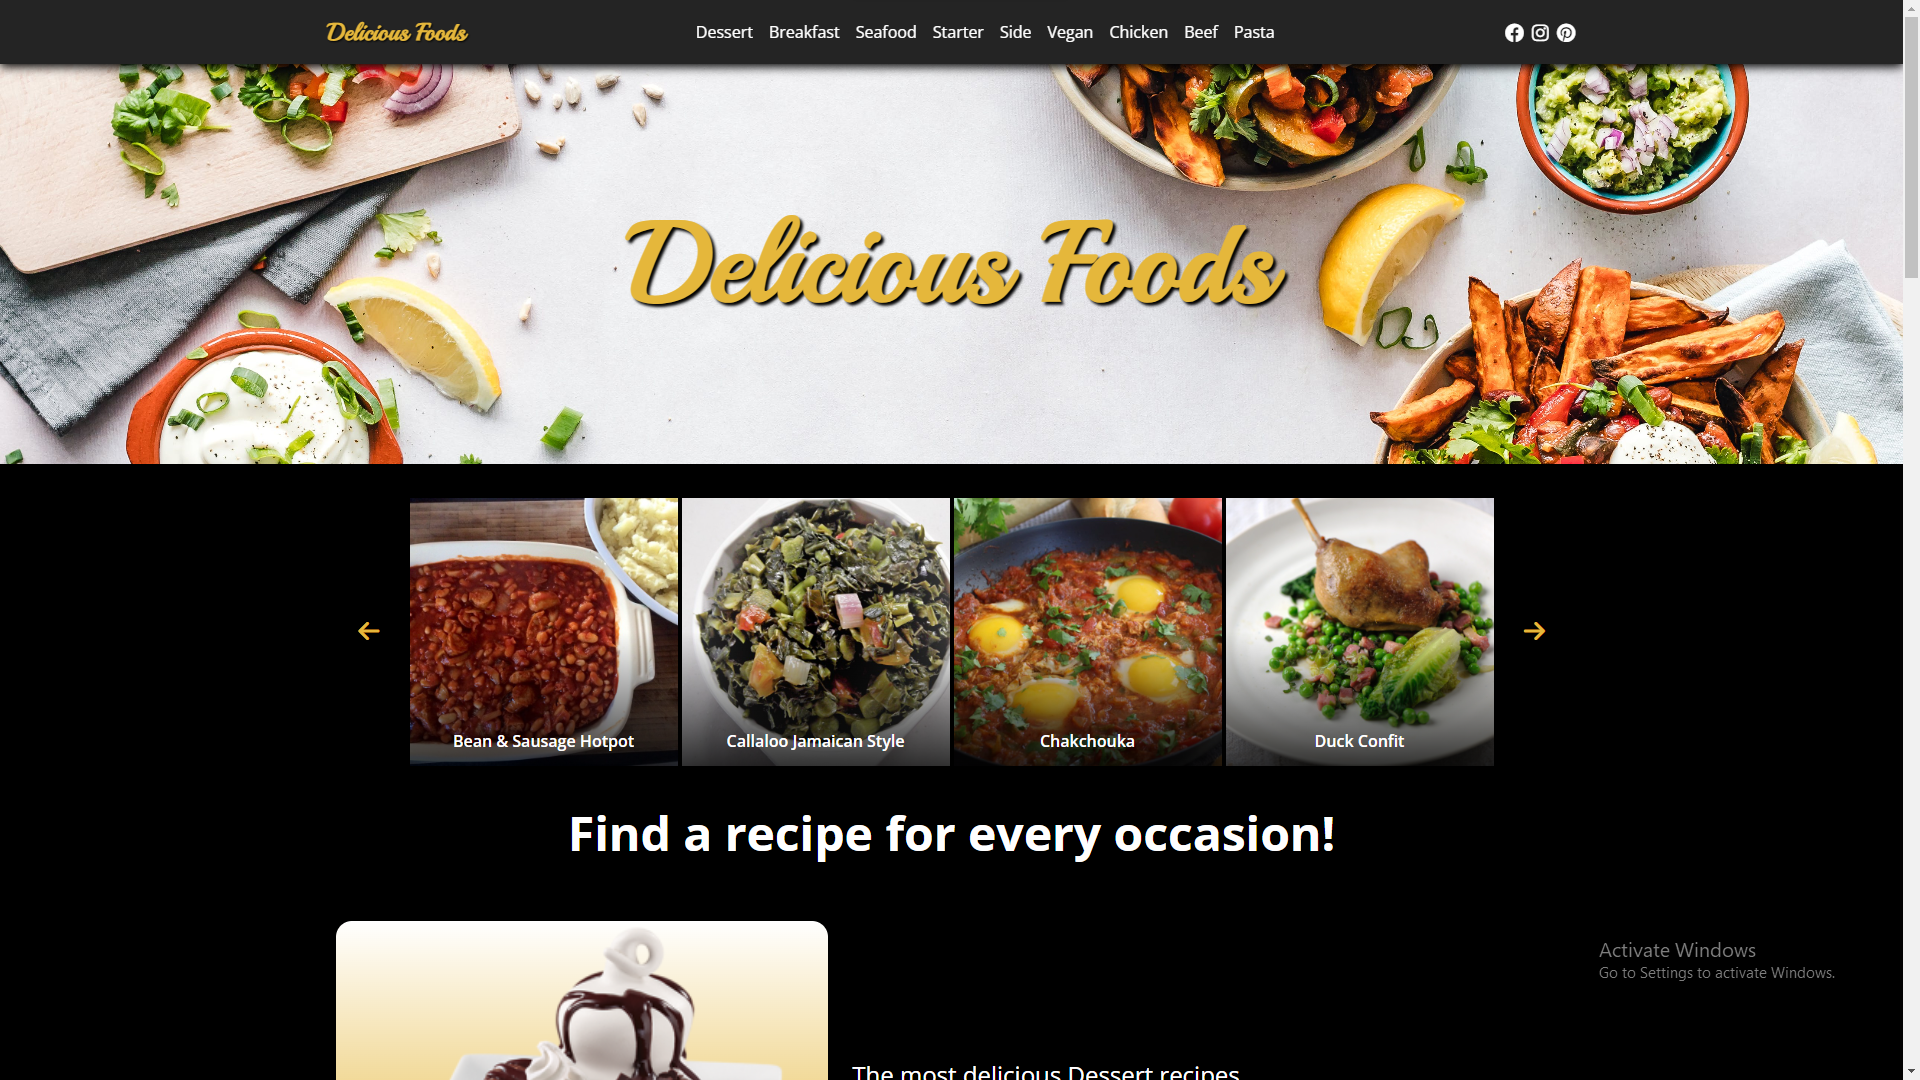 Delicious Foods
Dessert Breakfast Seafood Starter Side Vegan Chicken Beef Pasta
Delicious Foods
Bean & Sausage Hotpot
Callaloo Jamaican Style
Chakchouka
Duck Confit
Find a recipe for every occasion!
Activate Windows
Go to Settings to activate Windows.
The most delicious Dessert recipes